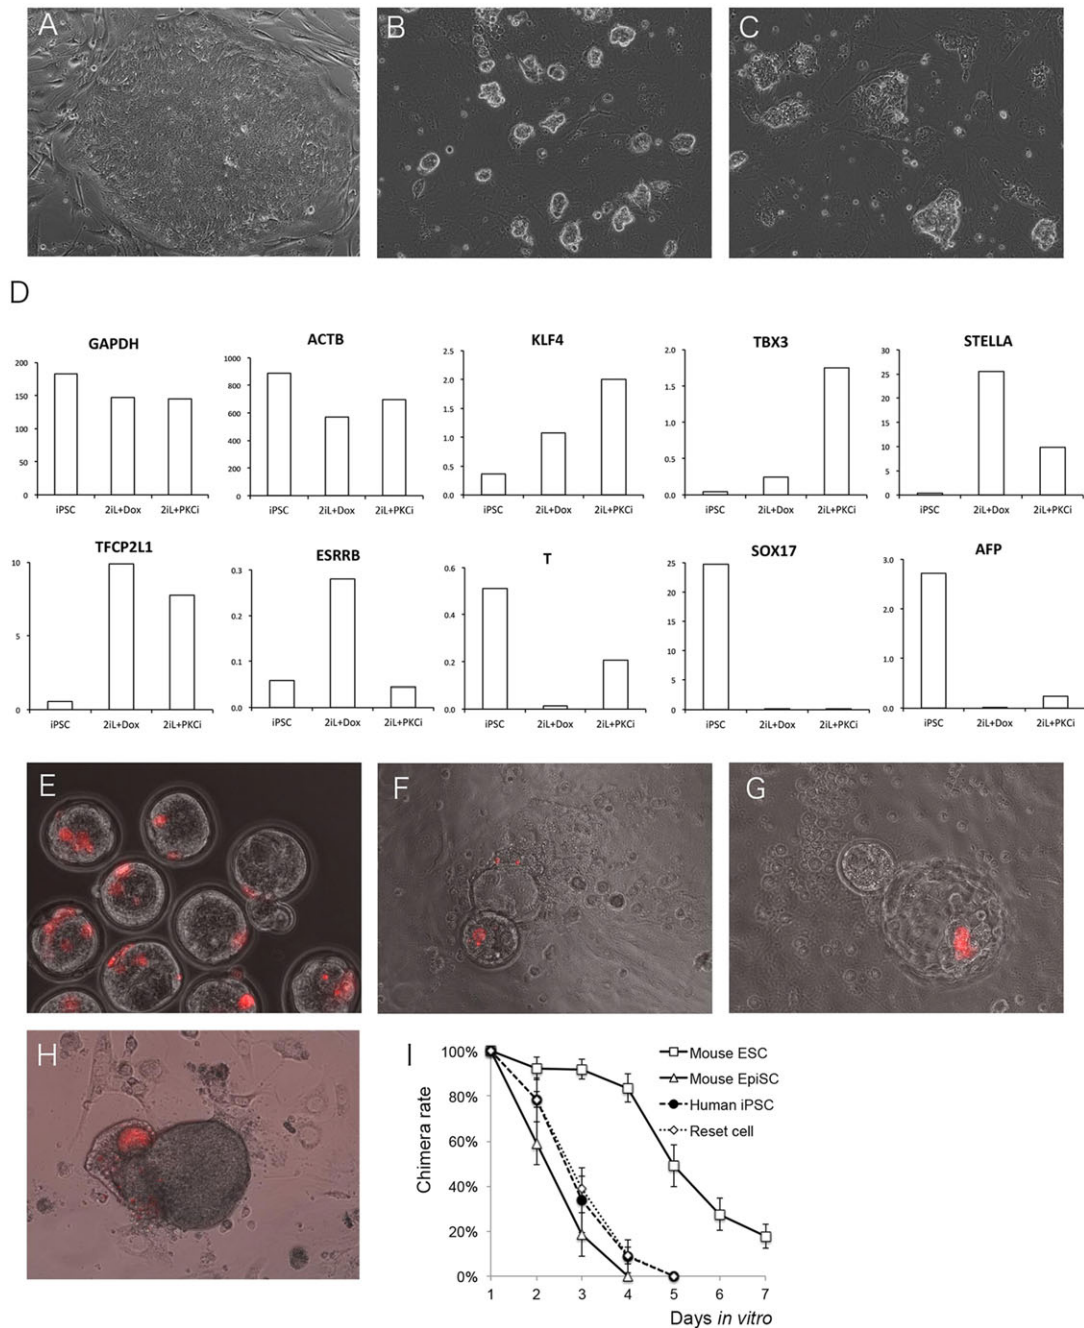 A
B
C
D
GAPDH
200
150
100
50
0
iPSC 2iL+Dox 2iL+PKCi
ACTB
1000
800
600
400
200
0
iPSC 2iL+Dox 2iL+PKCi
KLF4
2.5
2.0
1.5
1.0
0.5
0.0
iPSC 2iL+Dox 2iL+PKCi
TBX3
2.0
1.5
1.0
0.5
0.0
iPSC 2iL+Dox 2iL+PKCi
STELLA
30
25
20
15
10
5
0
iPSC 2iL+Dox 2iL+PKCi
TFCP2L1
10
5
0
iPSC 2iL+Dox 2iL+PKCi
ESRRB
0.3
0.2
0.1
0.0
iPSC 2iL+Dox 2iL+PKCi
T
0.6
0.4
0.2
0.0
iPSC 2iL+Dox 2iL+PKCi
SOX17
25
20
15
10
5
0
iPSC 2iL+Dox 2iL+PKCi
AFP
3.0
2.0
1.0
0.0
iPSC 2iL+Dox 2iL+PKCi
E
F
G
H
I
100%
80%
60%
40%
20%
0%
Chimera rate
Mouse ESC
Mouse EpiSC
Human iPSC
Reset cell
1 2 3 4 5 6 7
Days in vitro